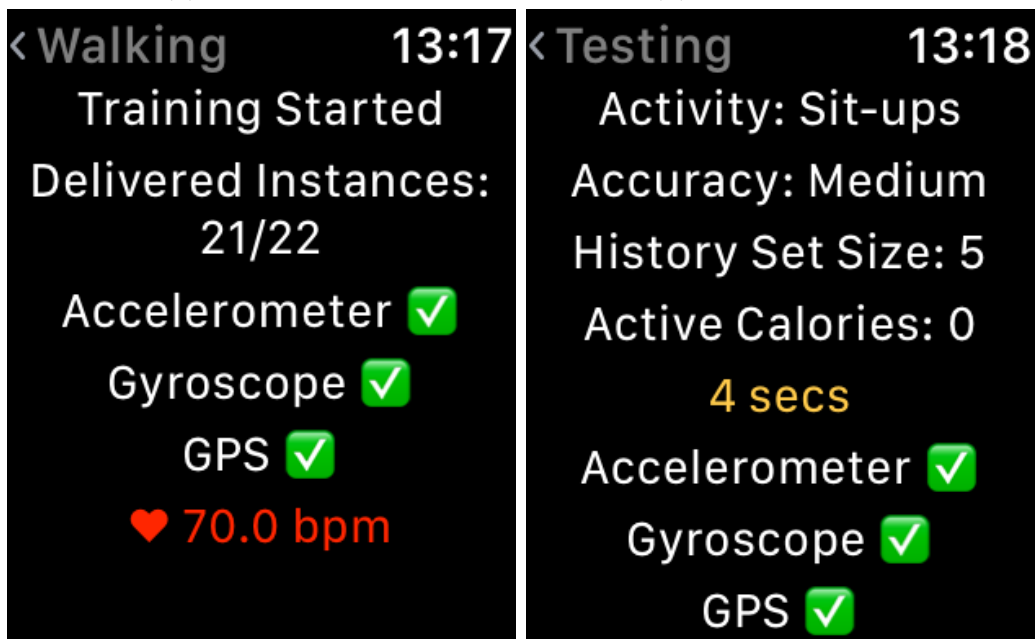 < Walking 13:17
Training Started
Delivered Instances:
21/22
Accelerometer ✅
Gyroscope ✅
GPS ✅
♥ 70.0 bpm
< Testing 13:18
Activity: Sit-ups
Accuracy: Medium
History Set Size: 5
Active Calories: 0
4 secs
Accelerometer ✅
Gyroscope ✅
GPS ✅